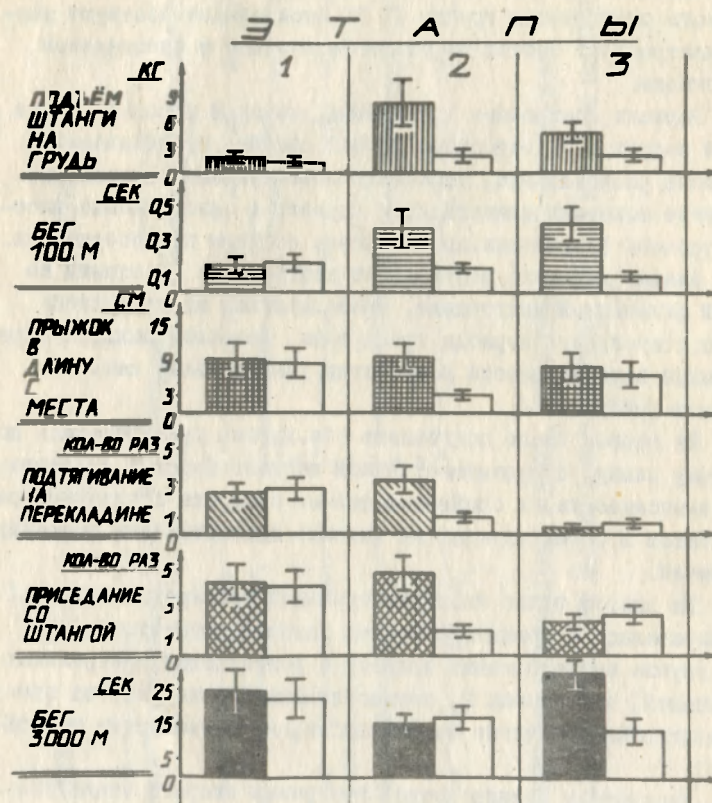 ЭТАПЫ
1 2 3
КГ
9
6
3
0
ПОДЪЁМ
ШТАНГИ
НА
ГРУДЬ
СЕК
0,5
0,3
0,1
0
БЕГ
100 М
СМ
15
9
3
0
ПРЫЖОК
В
ДЛИНУ
С
МЕСТА
КОЛ-ВО РАЗ
5
3
1
0
ПОДТЯГИВАНИЕ
НА
ПЕРЕКЛАДИНЕ
КОЛ-ВО РАЗ
5
3
1
0
ПРИСЕДАНИЕ
СО
ШТАНГОЙ
СЕК
25
15
5
0
БЕГ
3000 М